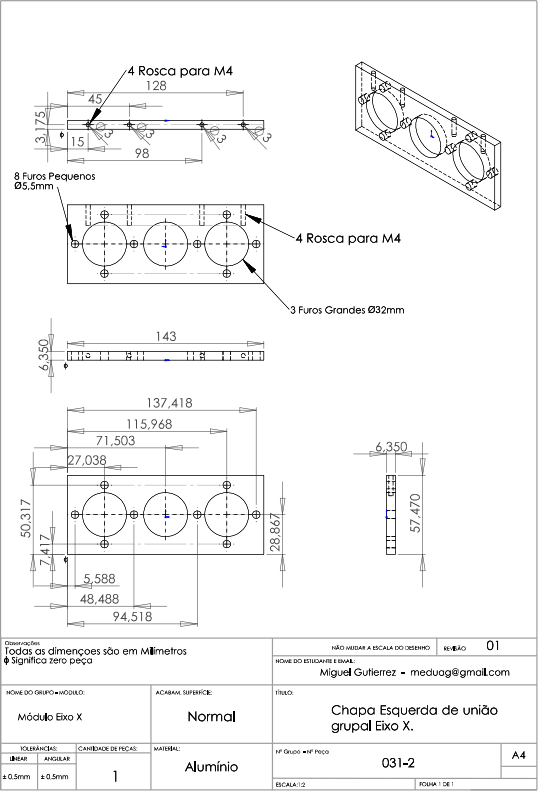 4 Rosca para M4
128
45
3,175
15
3
3
3
3
98
8 Furos Pequenos
Ø5,5mm
4 Rosca para M4
3 Furos Grandes Ø32mm
143
6,350
137,418
115,968
71,503
27,038
6,350
50,317
7,417
28,867
57,470
5,588
48,488
94,518
Observações
Todas as dimençoes são em Milimetros
ϕ Significa zero peça
NÃO MUDAR A ESCALA DO DESENHO
REVISÃO
01
NOME DO ESTUDANTE E EMAIL:
Miguel Gutierrez - meduag@gmail.com
NOME DO GRUPO-MÓDULO:
Módulo Eixo X
ACABAM. SUPERFÍCIE:
Normal
TÍTULO:
Chapa Esquerda de união
grupal Eixo X.
TOLERÂNCIAS:
LINEAR
ANGULAR
± 0,5mm
± 0,5mm
CANTIDADE DE PEÇAS:
1
MATERIAL:
Alumínio
Nº Grupo - Nº Peça
031-2
A4
ESCALA:1:2
FOLHA 1 DE 1